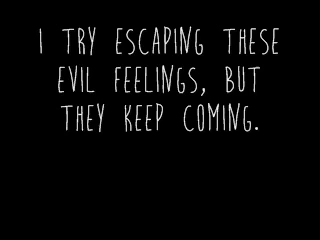 I TRY ESCAPING THESE
EVIL FEELINGS, BUT
THEY KEEP COMING.